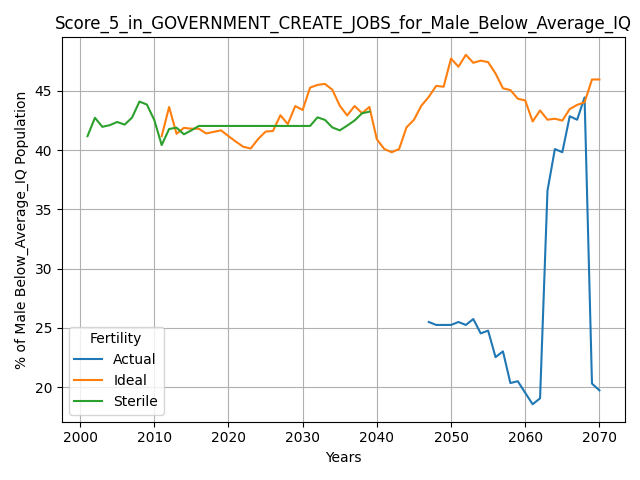 Score_5_in_GOVERNMENT_CREATE_JOBS_for_Male_Below_Average_IQ
% of Male Below_Average_IQ Population
45
40
35
30
25
20
Fertility
Actual
Ideal
Sterile
2000 2010 2020 2030 2040 2050 2060 2070
Years